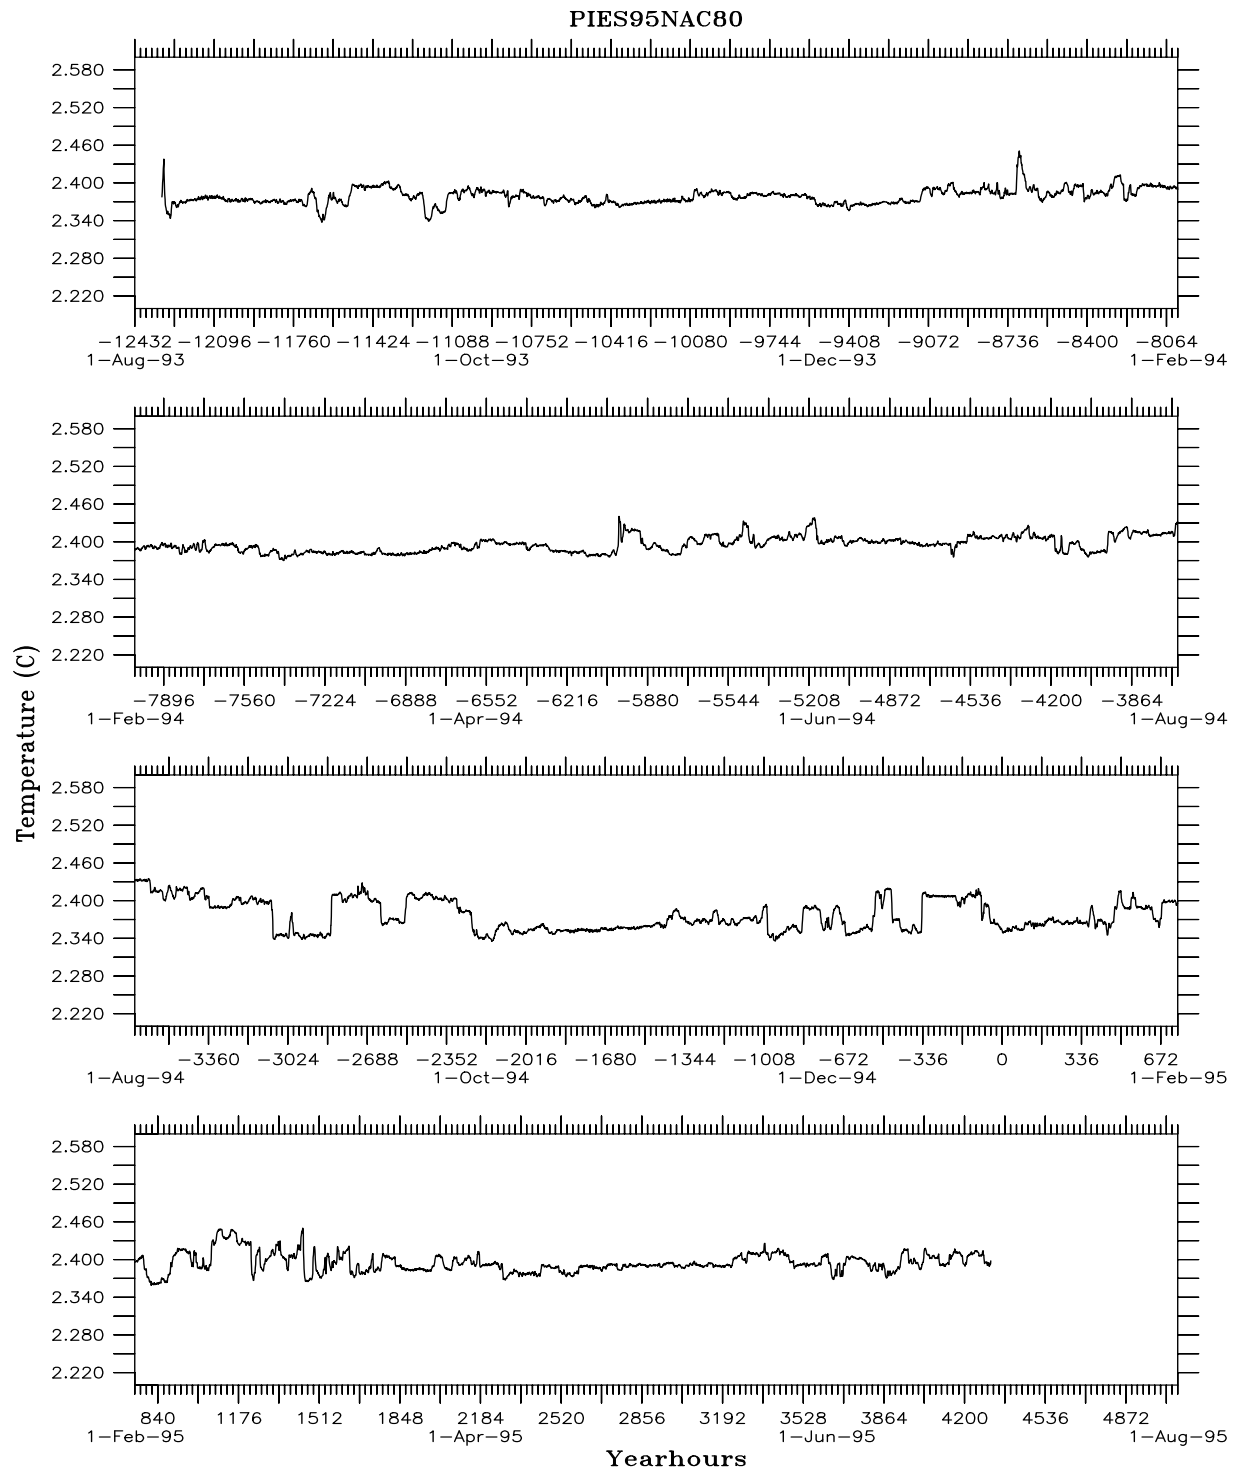 PIES95NAC80
2.580
2.520
2.460
2.400
2.340
2.280
2.220
−12432 −12096 −11760 −11424 −11088 −10752 −10416 −10080 −9744 −9408 −9072 −8736 −8400 −8064
1−Aug−93 1−Oct−93 1−Dec−93 1−Feb−94
2.580
2.520
2.460
2.400
2.340
2.280
2.220
−7896 −7560 −7224 −6888 −6552 −6216 −5880 −5544 −5208 −4872 −4536 −4200 −3864
1−Feb−94 1−Apr−94 1−Jun−94 1−Aug−94
Temperature (C)
2.580
2.520
2.460
2.400
2.340
2.280
2.220
−3360 −3024 −2688 −2352 −2016 −1680 −1344 −1008 −672 −336 0 336 672
1−Aug−94 1−Oct−94 1−Dec−94 1−Feb−95
2.580
2.520
2.460
2.400
2.340
2.280
2.220
840 1176 1512 1848 2184 2520 2856 3192 3528 3864 4200 4536 4872
1−Feb−95 1−Apr−95 1−Jun−95 1−Aug−95
Yearhours